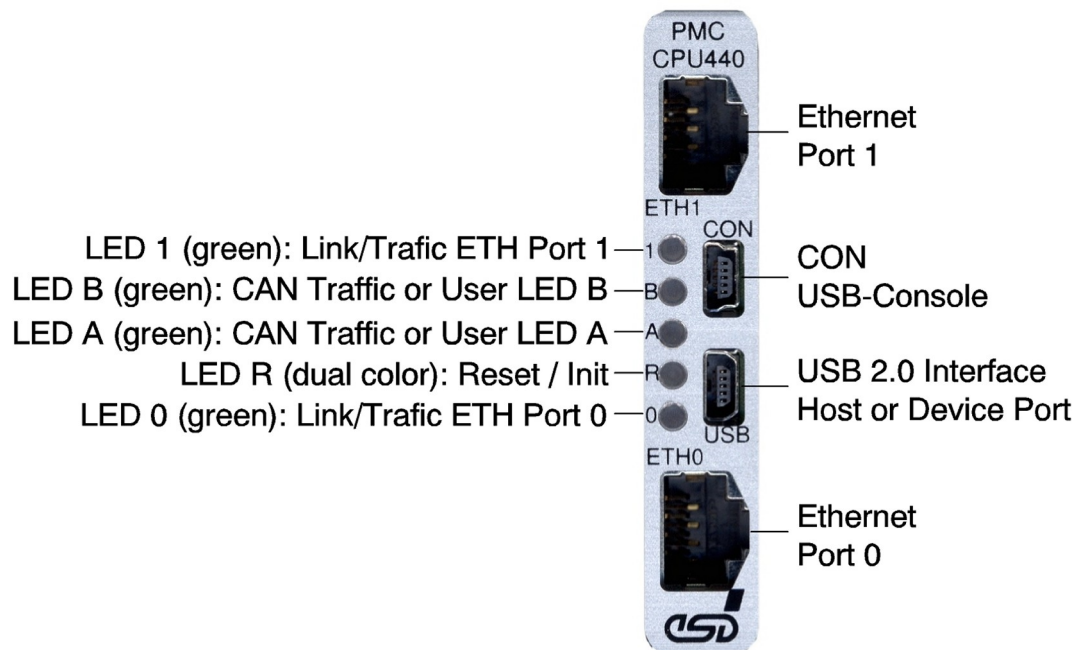 PMC
CPU440
Ethernet
Port 1
ETH1
CON
LED 1 (green): Link/Trafic ETH Port 1
1
CON
USB-Console
LED B (green): CAN Traffic or User LED B
B
LED A (green): CAN Traffic or User LED A
A
LED R (dual color): Reset / Init
R
USB 2.0 Interface
Host or Device Port
LED 0 (green): Link/Trafic ETH Port 0
0
USB
ETH0
Ethernet
Port 0
esd